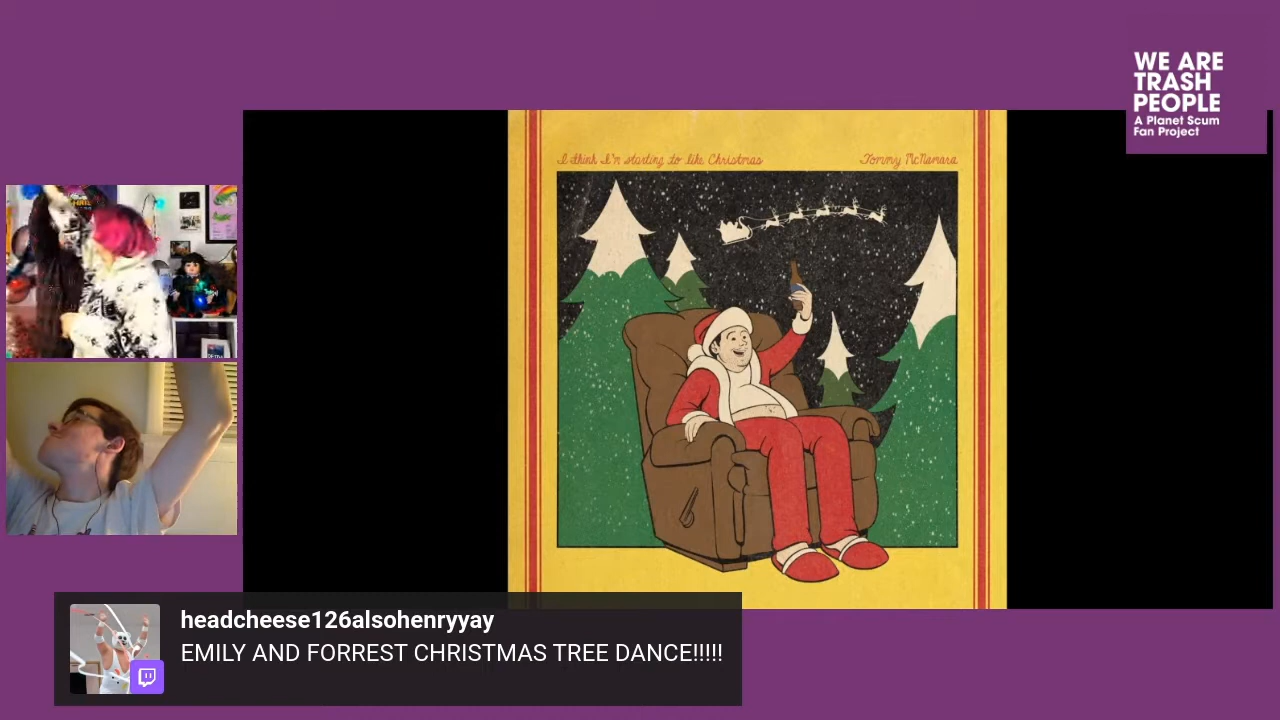 WE ARE
TRASH
PEOPLE
A Planet Scum
Fan Project
I think I'm starting to like Christmas
Tommy McNamara
headcheese126alsohenryyay
EMILY AND FORREST CHRISTMAS TREE DANCE!!!!!